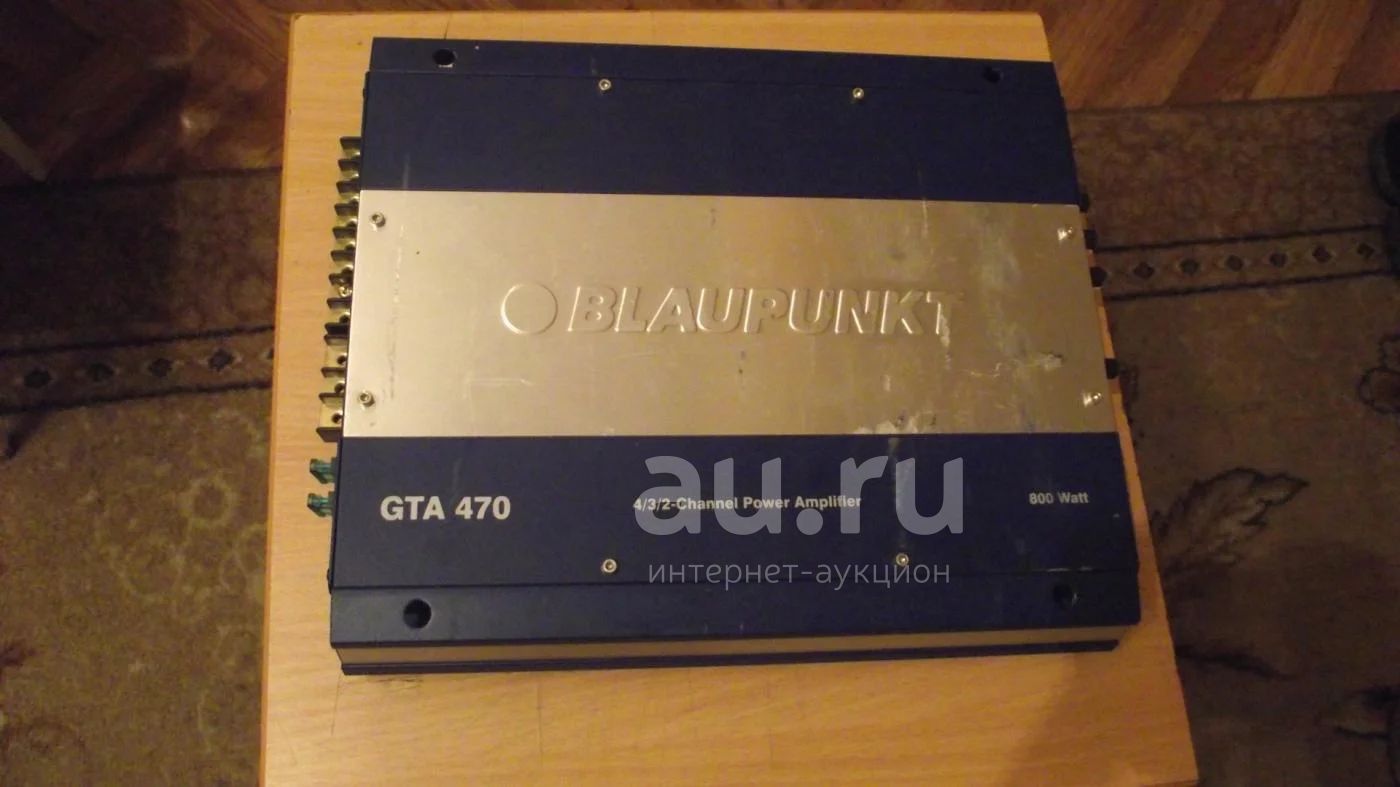 BLAUPUNKT
GTA 470
4/3/2-Channel Power Amplifier
800 Watt
au.ru
интернет-аукцион